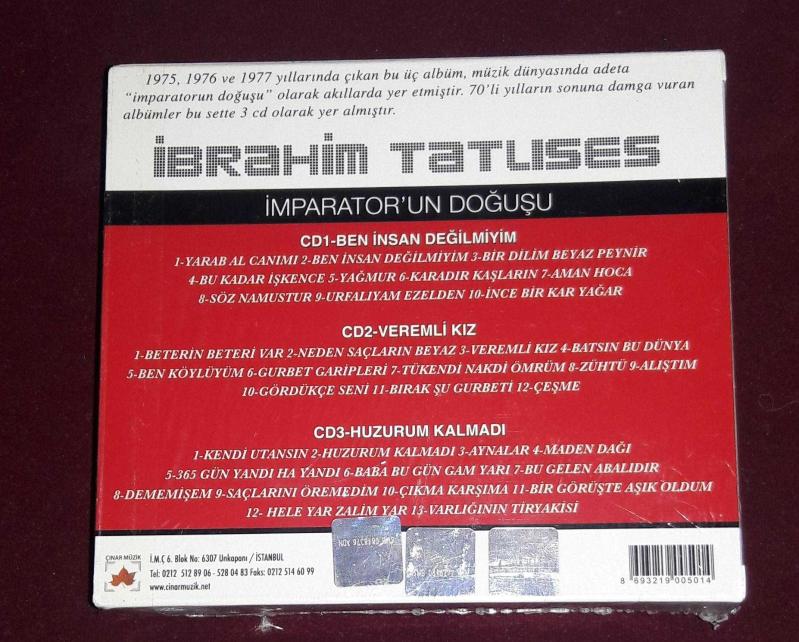 1975, 1976 ve 1977 yıllarında çıkan bu üç albüm, müzik dünyasında adeta
“imparatorun doğuşu” olarak akıllarda yer etmiştir. 70’li yılların sonuna damga vuran
albümler bu sette 3 cd olarak yer almıştır.
İBRAHİM TATLISES
İMPARATOR’UN DOĞUŞU
CD1-BEN İNSAN DEĞİLMİYİM
1-YARAB AL CANIMI 2-BEN İNSAN DEĞİLMİYİM 3-BİR DİLİM BEYAZ PEYNİR
4-BU KADAR İŞKENCE 5-YAĞMUR 6-KARADIR KAŞLARIN 7-AMAN HOCA
8-SÖZ NAMUSTUR 9-URFALIYAM EZELDEN 10-İNCE BİR KAR YAĞAR
CD2-VEREMLİ KIZ
1-BETERİN BETERİ VAR 2-NEDEN SAÇLARIN BEYAZ 3-VEREMLİ KIZ 4-BATSIN BU DÜNYA
5-BEN KÖYLÜYÜM 6-GURBET GARİPLERİ 7-TÜKENDİ NAKDİ ÖMRÜM 8-ZÜHTÜ 9-ALIŞTIM
10-GÖRDÜKÇE SENİ 11-BIRAK ŞU GURBETİ 12-ÇEŞME
CD3-HUZURUM KALMADI
1-KENDİ UTANSIN 2-HUZURUM KALMADI 3-AYNALAR 4-MADEN DAĞI
5-365 GÜN YANDI HA YANDI 6-BABA BU GÜN GAM YARI 7-BU GELEN ABALIDIR
8-DEMEMİŞEM 9-SAÇLARINI ÖREMEDİM 10-ÇIKMA KARŞIMA 11-BİR GÖRÜŞTE AŞIK OLDUM
12- HELE YAR ZALİM YAR 13-VARLIĞININ TİRYAKİSİ
ÇINAR MÜZİK
İ.M.Ç 6. Blok No: 6307 Unkapanı / İSTANBUL
Tel: 0212 512 89 06 - 528 04 83 Faks: 0212 514 60 99
www.cinarmuzik.net
8 693219 005014